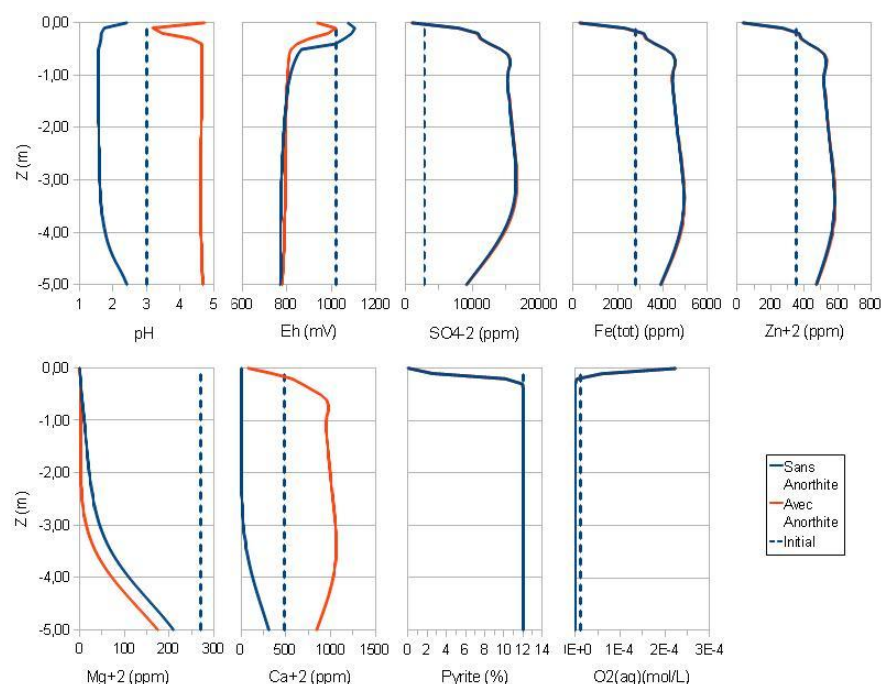 0,00
-1,00
-2,00
-3,00
-4,00
-5,00
Z (m)
1 2 3 4 5
pH
600 800 1000 1200
Eh (mV)
0 10000 20000
SO4-2 (ppm)
0 2000 4000 6000
Fe(tot) (ppm)
0 200 400 600 800
Zn+2 (ppm)
0,00
-1,00
-2,00
-3,00
-4,00
-5,00
Z (m)
0 100 200 300
Mg+2 (ppm)
0 500 1000 1500
Ca+2 (ppm)
0 2 4 6 8 10 12 14
Pyrite (%)
IE+0 1E-4 2E-4 3E-4
O2(aq)(mol/L)
Sans
Anorthite
Avec
Anorthite
Initial